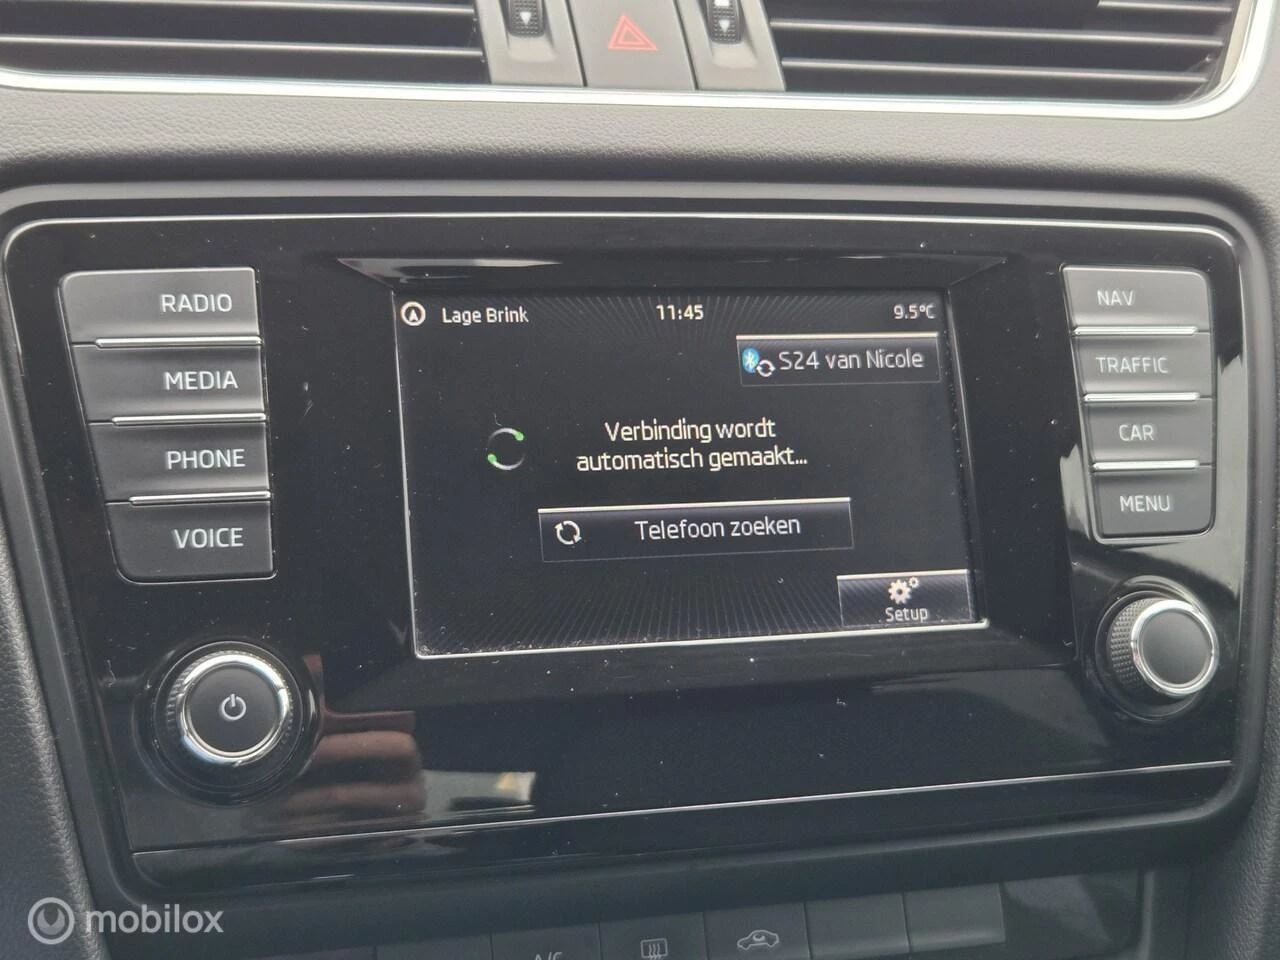 RADIO
MEDIA
PHONE
VOICE
Lage Brink
11:45
9.5°C
S24 van Nicole
Verbinding wordt
automatisch gemaakt...
Telefoon zoeken
Setup
NAV
TRAFFIC
CAR
MENU
A/C
mobilox